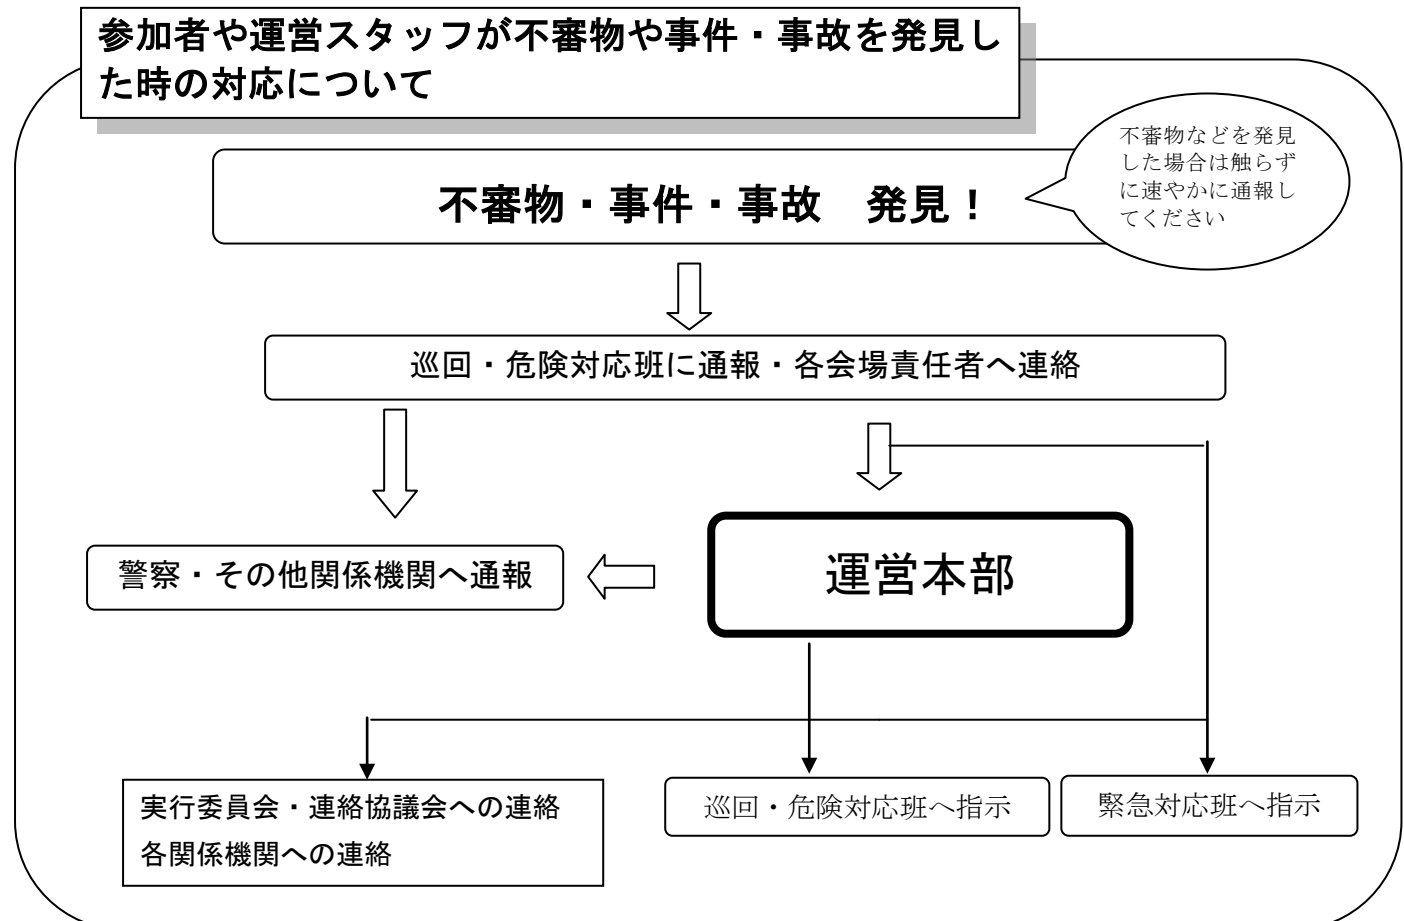 参加者や運営スタッフが不審物や事件・事故を発見し
た時の対応について
不審物などを発見
した場合は触らず
に速やかに通報し
てください
不審物・事件・事故　発見！
巡回・危険対応班に通報・各会場責任者へ連絡
警察・その他関係機関へ通報
運営本部
実行委員会・連絡協議会への連絡
各関係機関への連絡
巡回・危険対応班へ指示
緊急対応班へ指示